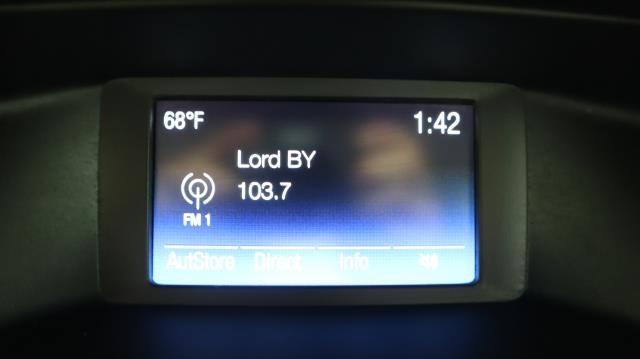 68°F 1:42
Lord BY
103.7
FM 1
AutStore Direct Info